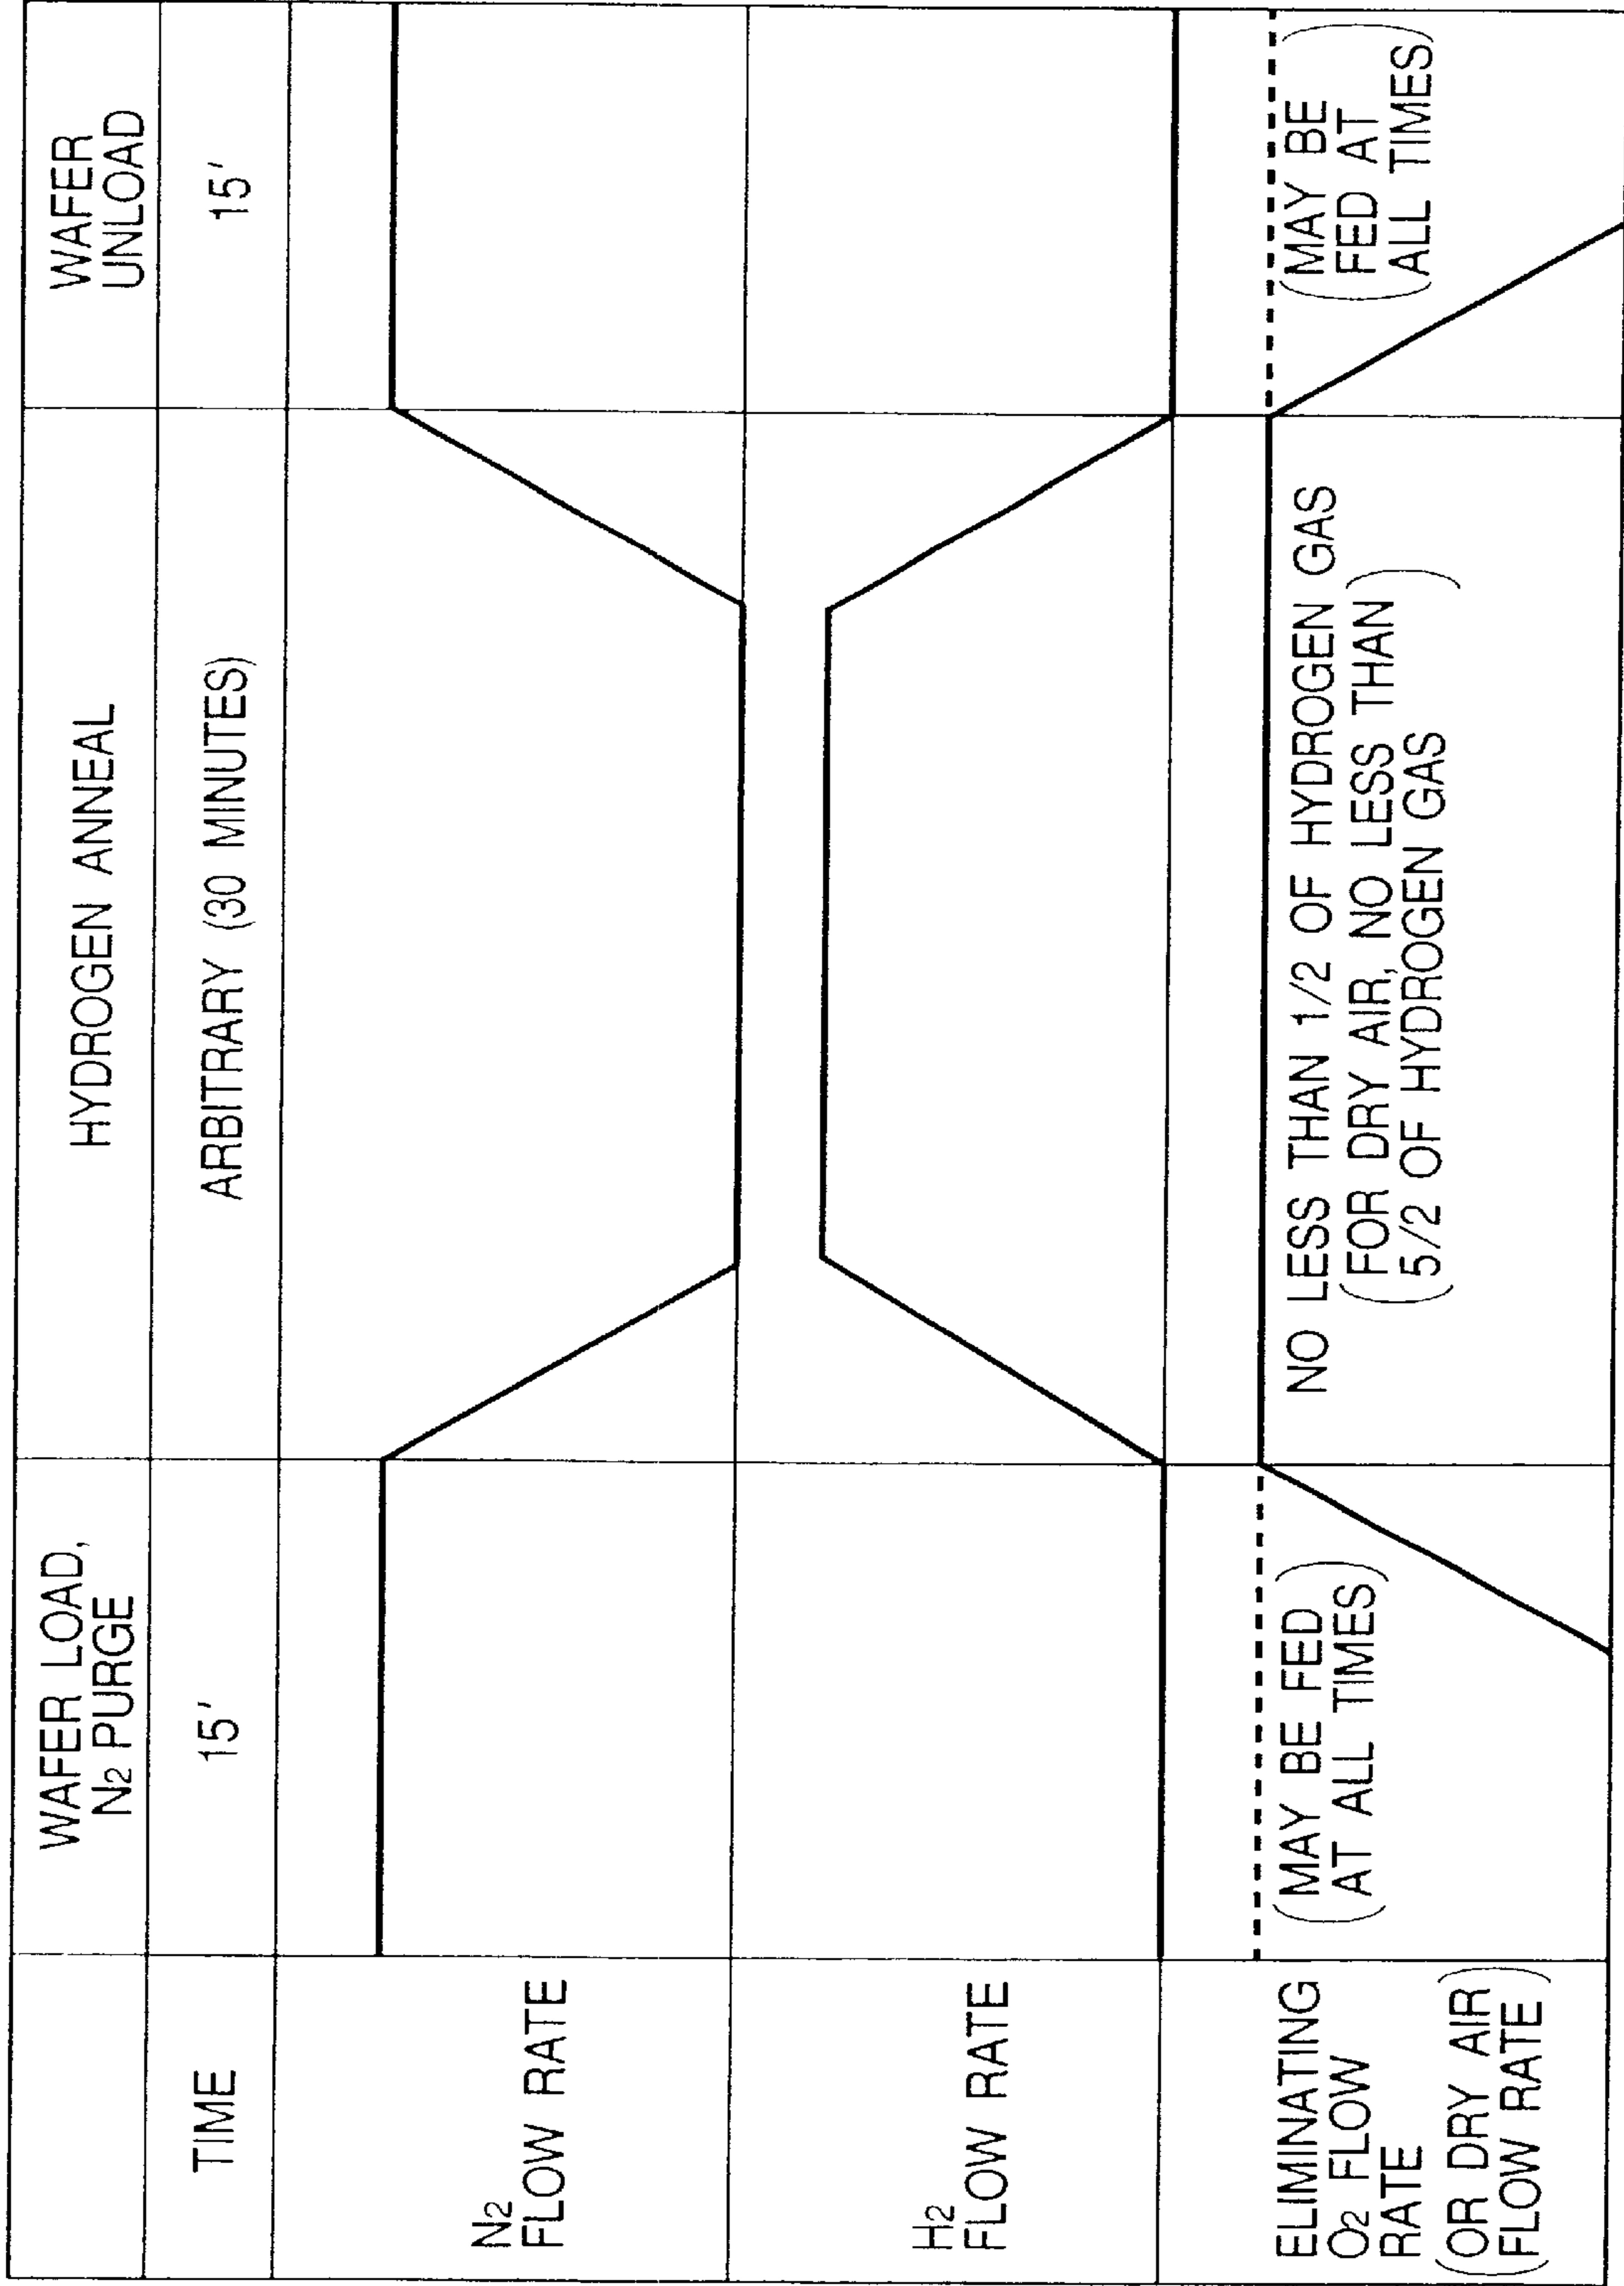 WAFER LOAD,
N2 PURGE
HYDROGEN ANNEAL
WAFER
UNLOAD
TIME
15'
ARBITRARY (30 MINUTES)
15'
N2
FLOW RATE
H2
FLOW RATE
ELIMINATING
O2 FLOW
RATE
(OR DRY AIR
FLOW RATE)
(MAY BE FED
AT ALL TIMES)
NO LESS THAN 1/2 OF HYDROGEN GAS
(FOR DRY AIR, NO LESS THAN
5/2 OF HYDROGEN GAS)
(MAY BE
FED AT
ALL TIMES)